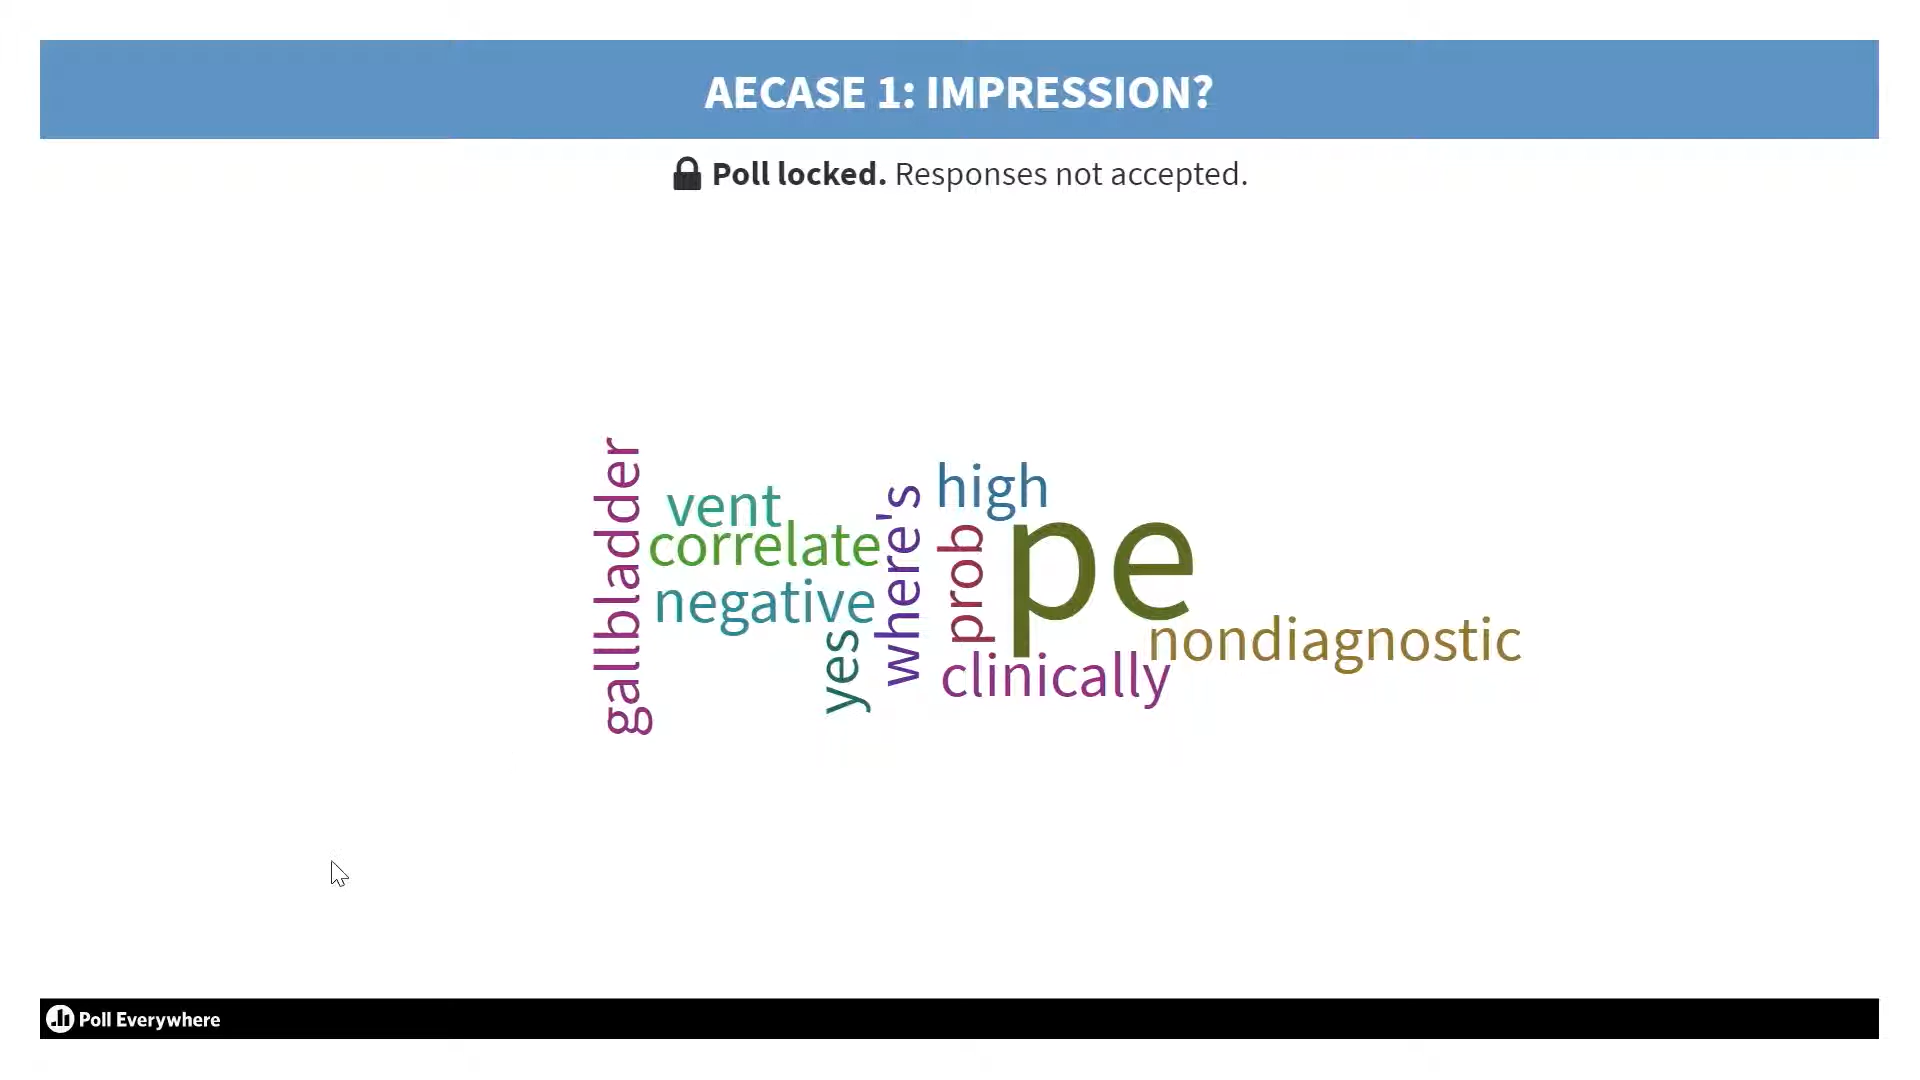 AECASE 1: IMPRESSION?
Poll locked. Responses not accepted.
gallbladder
vent
correlate
negative
yes
where's
high
prob
pe
clinically
nondiagnostic
Poll Everywhere